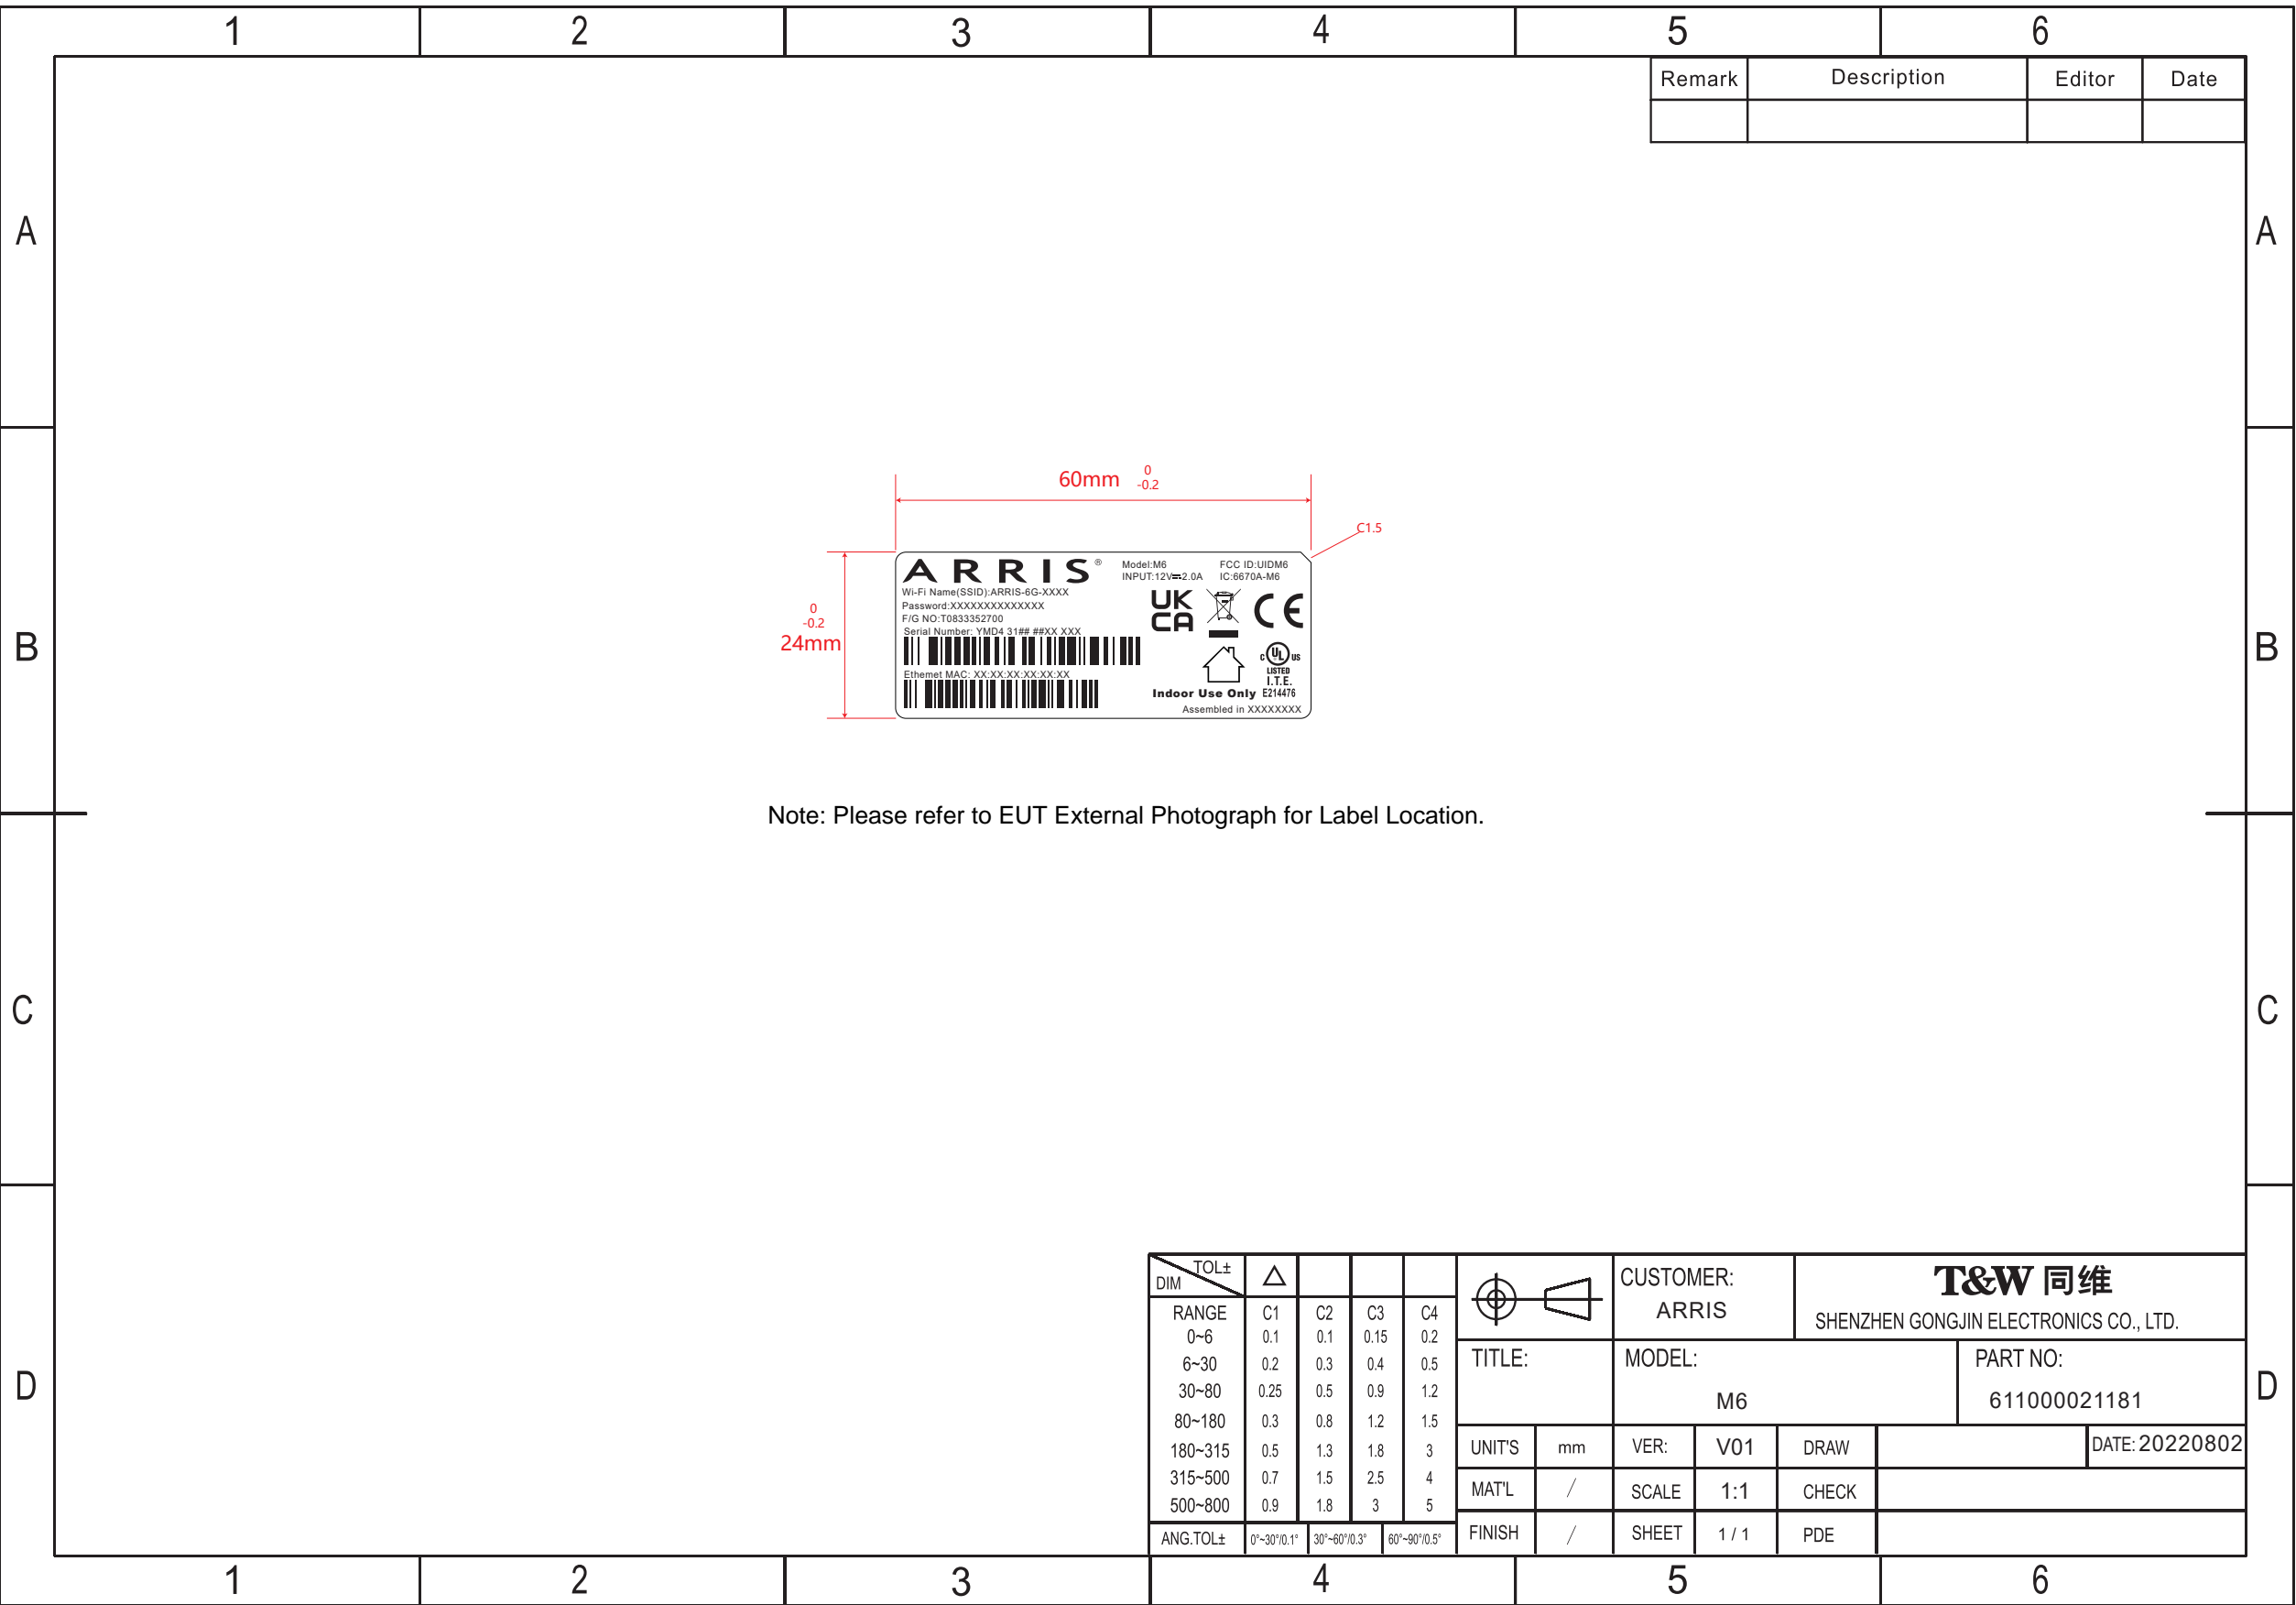 1 2 3 4 5 6
Remark Description Editor Date
A A
60mm 0 -0.2
C1.5
0
-0.2
24mm
ARRIS®
Model:M6 FCC ID:UIDM6
INPUT:12V⎓2.0A IC:6670A-M6
Wi-Fi Name(SSID):ARRIS-6G-XXXX
Password:XXXXXXXXXXXXXX
F/G NO:T0833352700
Serial Number: YMD4 31## ##XX XXX
UK
CA
CE
Ethernet MAC: XX:XX:XX:XX:XX:XX
C UL US
LISTED
I.T.E.
Indoor Use Only E214476
Assembled in XXXXXXXX
B B
Note: Please refer to EUT External Photograph for Label Location.
C C
D D
TOL±
DIM
RANGE C1 C2 C3 C4
0~6 0.1 0.1 0.15 0.2
6~30 0.2 0.3 0.4 0.5
30~80 0.25 0.5 0.9 1.2
80~180 0.3 0.8 1.2 1.5
180~315 0.5 1.3 1.8 3
315~500 0.7 1.5 2.5 4
500~800 0.9 1.8 3 5
ANG.TOL± 0°~30°/0.1° 30°~60°/0.3° 60°~90°/0.5°
CUSTOMER:
ARRIS
T&W 同维
SHENZHEN GONGJIN ELECTRONICS CO., LTD.
TITLE: MODEL: PART NO:
M6 611000021181
UNIT'S mm VER: V01 DRAW DATE: 20220802
MAT'L / SCALE 1:1 CHECK
FINISH / SHEET 1 / 1 PDE
1 2 3 4 5 6